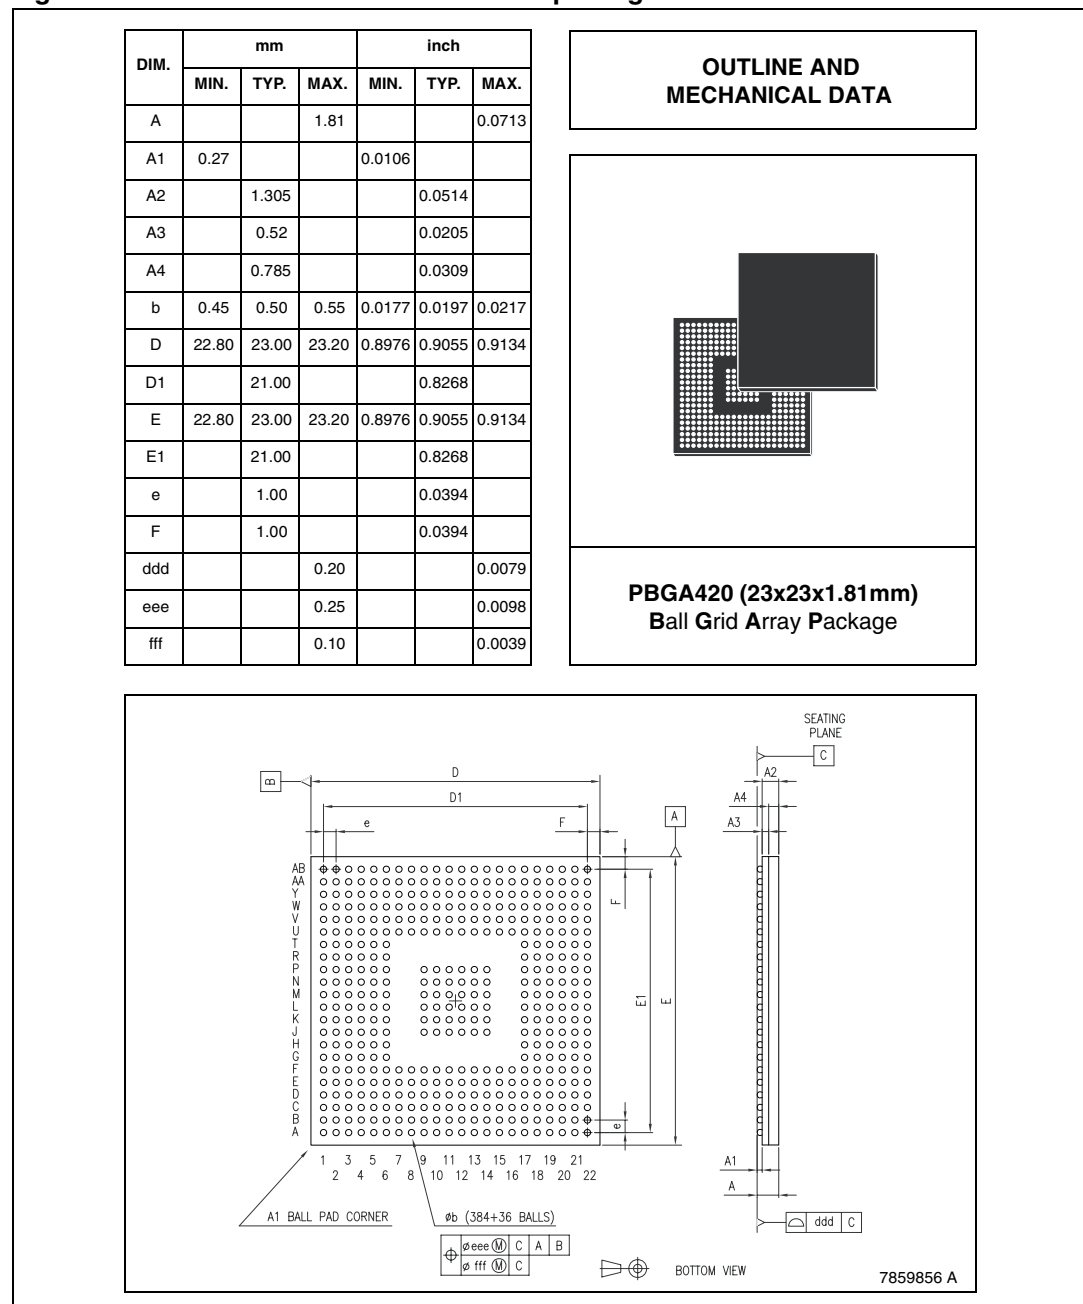 DIM. mm inch
MIN. TYP. MAX. MIN. TYP. MAX.
A 1.81 0.0713
A1 0.27 0.0106
A2 1.305 0.0514
A3 0.52 0.0205
A4 0.785 0.0309
b 0.45 0.50 0.55 0.0177 0.0197 0.0217
D 22.80 23.00 23.20 0.8976 0.9055 0.9134
D1 21.00 0.8268
E 22.80 23.00 23.20 0.8976 0.9055 0.9134
E1 21.00 0.8268
e 1.00 0.0394
F 1.00 0.0394
ddd 0.20 0.0079
eee 0.25 0.0098
fff 0.10 0.0039
OUTLINE AND
MECHANICAL DATA
PBGA420 (23x23x1.81mm)
Ball Grid Array Package
SEATING
PLANE
C
A2
A4
A3
B
D
D1
e
F
A
F
E1
E
e
AB
AA
Y
W
V
U
T
R
P
N
M
L
K
J
H
G
F
E
D
C
B
A
1 3 5 7 9 11 13 15 17 19 21
2 4 6 8 10 12 14 16 18 20 22
A1
A
A1 BALL PAD CORNER
øb (384+36 BALLS)
ddd C
ø eee Ⓜ C A B
ø fff Ⓜ C
BOTTOM VIEW
7859856 A